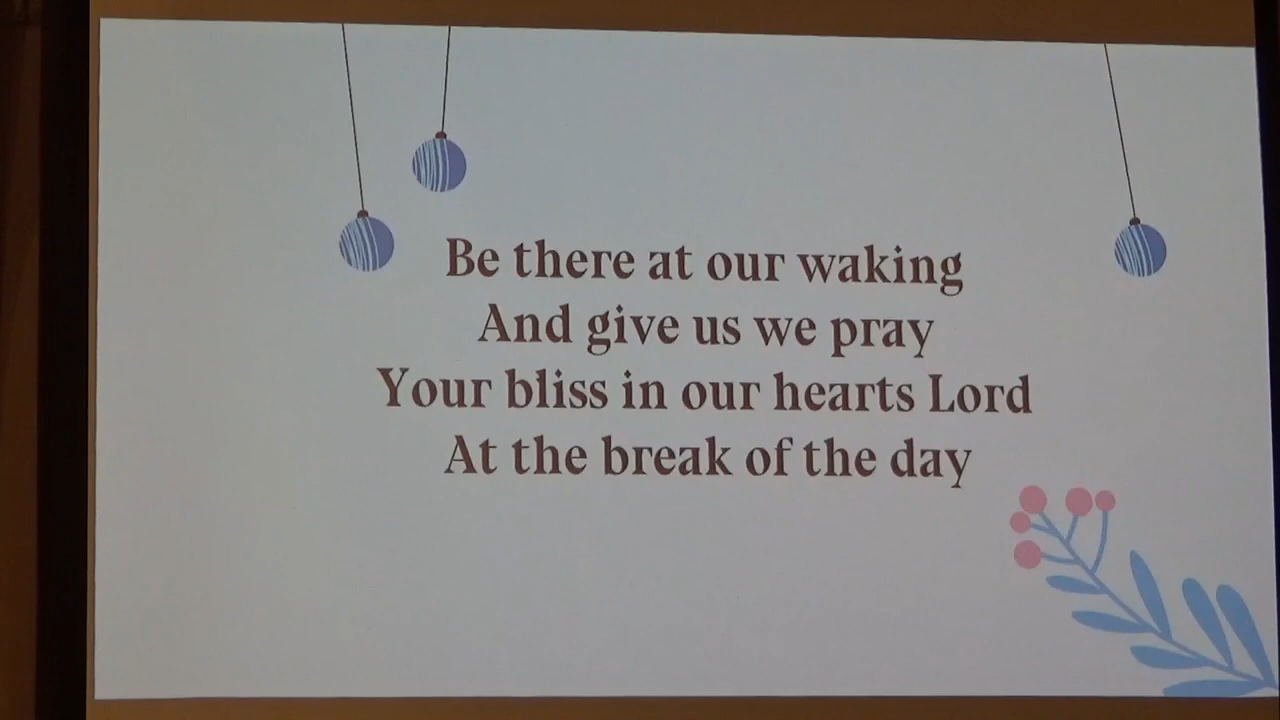 Be there at our waking
And give us we pray
Your bliss in our hearts Lord
At the break of the day